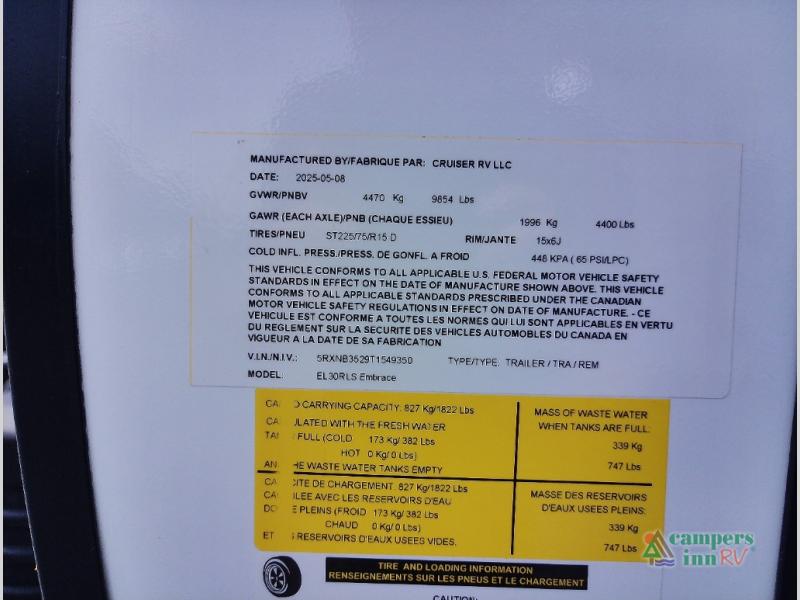 MANUFACTURED BY/FABRIQUE PAR: CRUISER RV LLC
DATE: 2025-05-08
GVWR/PNBV 4470 Kg 9854 Lbs
GAWR (EACH AXLE)/PNB (CHAQUE ESSIEU) 1996 Kg 4400 Lbs
TIRES/PNEU ST225/75/R15 D RIM/JANTE 15x6J
COLD INFL. PRESS./PRESS. DE GONFL. A FROID 448 KPA ( 65 PSI/LPC)
THIS VEHICLE CONFORMS TO ALL APPLICABLE U.S. FEDERAL MOTOR VEHICLE SAFETY
STANDARDS IN EFFECT ON THE DATE OF MANUFACTURE SHOWN ABOVE. THIS VEHICLE
CONFORMS TO ALL APPLICABLE STANDARDS PRESCRIBED UNDER THE CANADIAN
MOTOR VEHICLE SAFETY REGULATIONS IN EFFECT ON DATE OF MANUFACTURE. - CE
VEHICULE EST CONFORME A TOUTES LES NORMES QUI LUI SONT APPLICABLES EN VERTU
DU REGLEMENT SUR LA SECURITE DES VEHICLES AUTOMOBILES DU CANADA EN
VIGUEUR A LA DATE DE SA FABRICATION
V.I.N./N.I.V.: 5RXNB3529T1549350 TYPE/TYPE: TRAILER / TRA / REM
MODEL: EL30RLS Embrace
CA O CARRYING CAPACITY: 827 Kg/1822 Lbs
CA ULATED WITH THE FRESH WATER
TA FULL (COLD 173 Kg/ 382 Lbs
HOT 0 Kg/ 0 Lbs)
AN HE WASTE WATER TANKS EMPTY
MASS OF WASTE WATER
WHEN TANKS ARE FULL:
339 Kg
747 Lbs
CA CITE DE CHARGEMENT: 827 Kg/1822 Lbs
CA LEE AVEC LES RESERVOIRS D'EAU
DO E PLEINS (FROID 173 Kg/ 382 Lbs
CHAUD 0 Kg/ 0 Lbs)
ET RESERVOIRS D'EAUX USEES VIDES.
MASSE DES RESERVOIRS
D'EAUX USEES PLEINS:
339 Kg
747 Lbs
TIRE AND LOADING INFORMATION
RENSEIGNEMENTS SUR LES PNEUS ET LE CHARGEMENT
CAUTION:
campers
inn RV